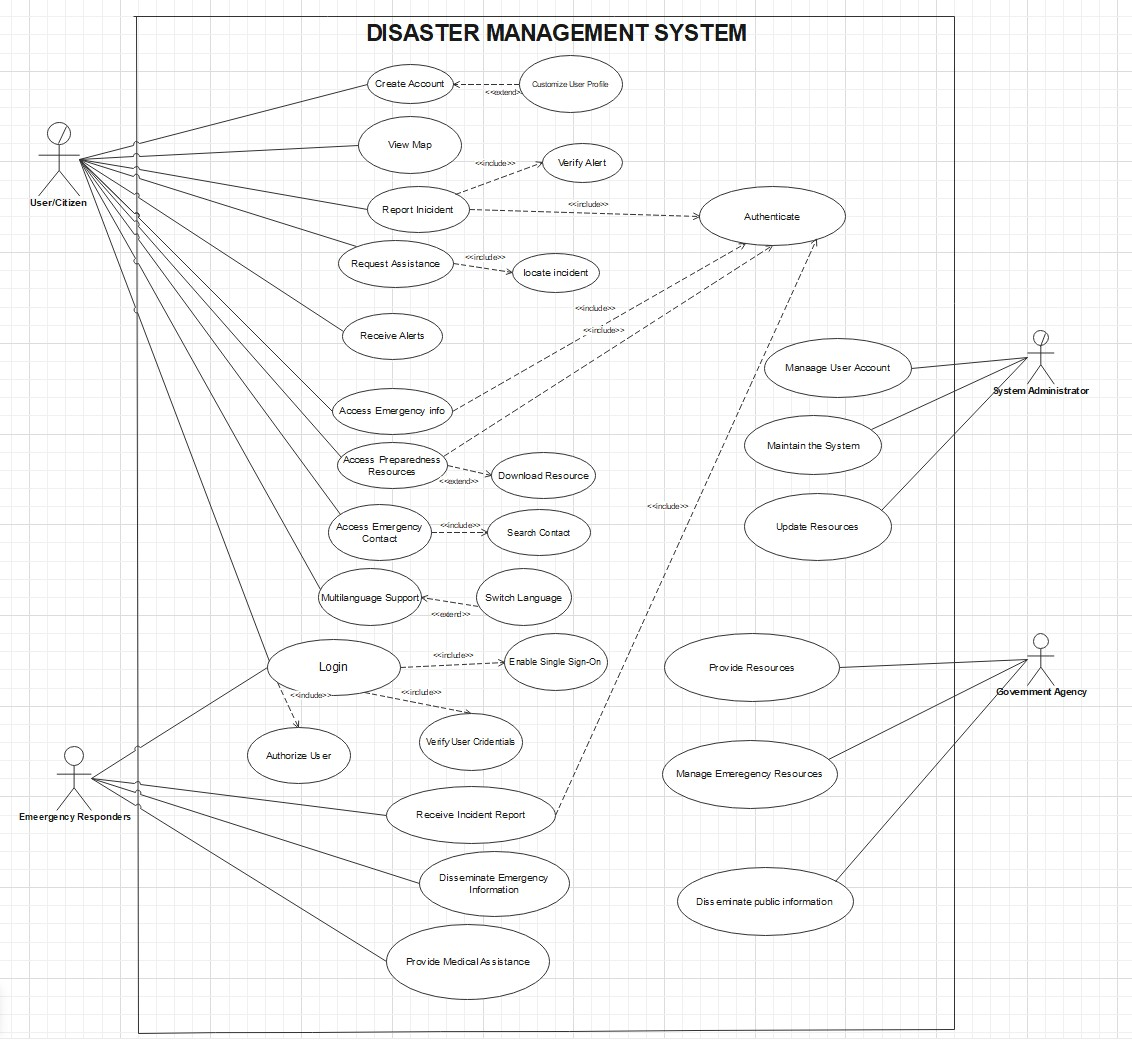 DISASTER MANAGEMENT SYSTEM
Create Account
<<extend>
Customize User Profile
View Map
User/Citizen
<<include>>
Verify Alert
Report Inicident
<<include>>
Authenticate
Request Assistance
<<include>>
locate incident
<<include>>
<<include>>
Receive Alerts
Manaage User Account
System Administrator
Access Emergency info
Maintain the System
Access Preparedness
Resources
<<extend>>
Download Resource
<<include>>
Access Emergency
Contact
<<include>>
Search Contact
Update Resources
Multilanguage Support
<<extend>>
Switch Language
Login
<<include>>
Enable Single Sign-On
Provide Resources
Government Agency
<<include>>
<<include>>
Authorize User
Verify User Cridentials
Manage Emeregency Resources
Emeergency Responders
Receive Incident Report
Disseminate Emergency
Information
Disseminate public information
Provide Medical Assistance